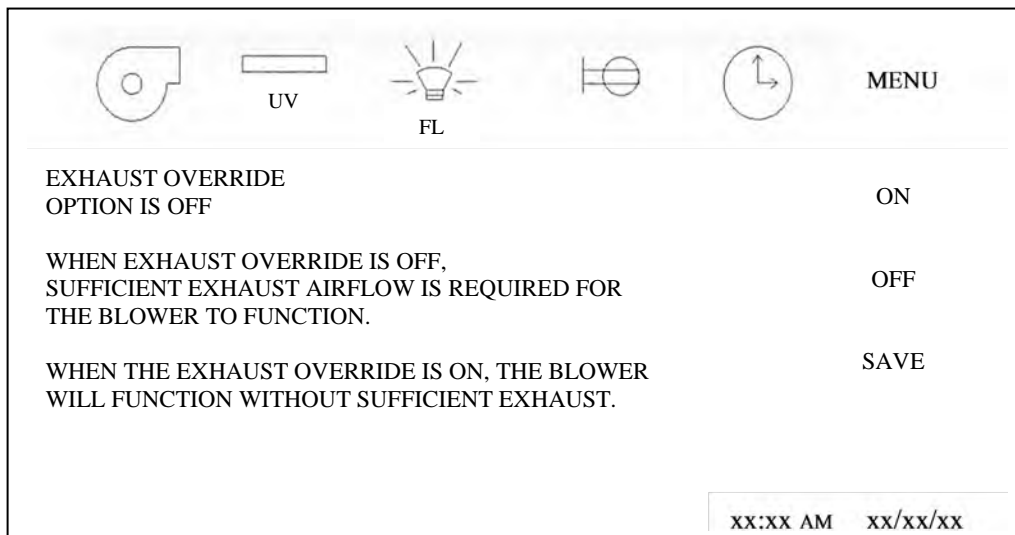 UV
FL
MENU
EXHAUST OVERRIDE
OPTION IS OFF
ON
WHEN EXHAUST OVERRIDE IS OFF,
SUFFICIENT EXHAUST AIRFLOW IS REQUIRED FOR
THE BLOWER TO FUNCTION.
OFF
WHEN THE EXHAUST OVERRIDE IS ON, THE BLOWER
WILL FUNCTION WITHOUT SUFFICIENT EXHAUST.
SAVE
xx:xx AM xx/xx/xx